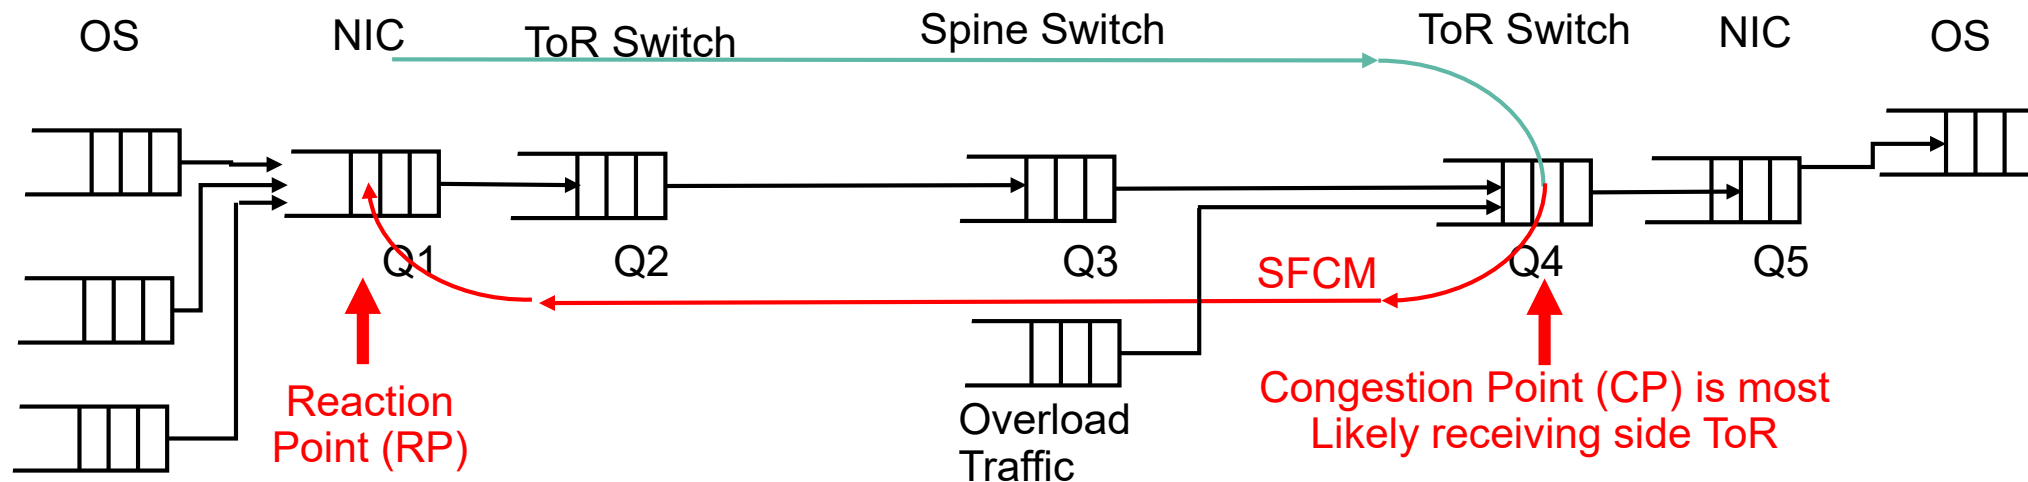 OS
NIC
ToR Switch
Spine Switch
ToR Switch
NIC
OS
Q1
Q2
Q3
Q4
Q5
SFCM
Reaction
Point (RP)
Overload
Traffic
Congestion Point (CP) is most
Likely receiving side ToR